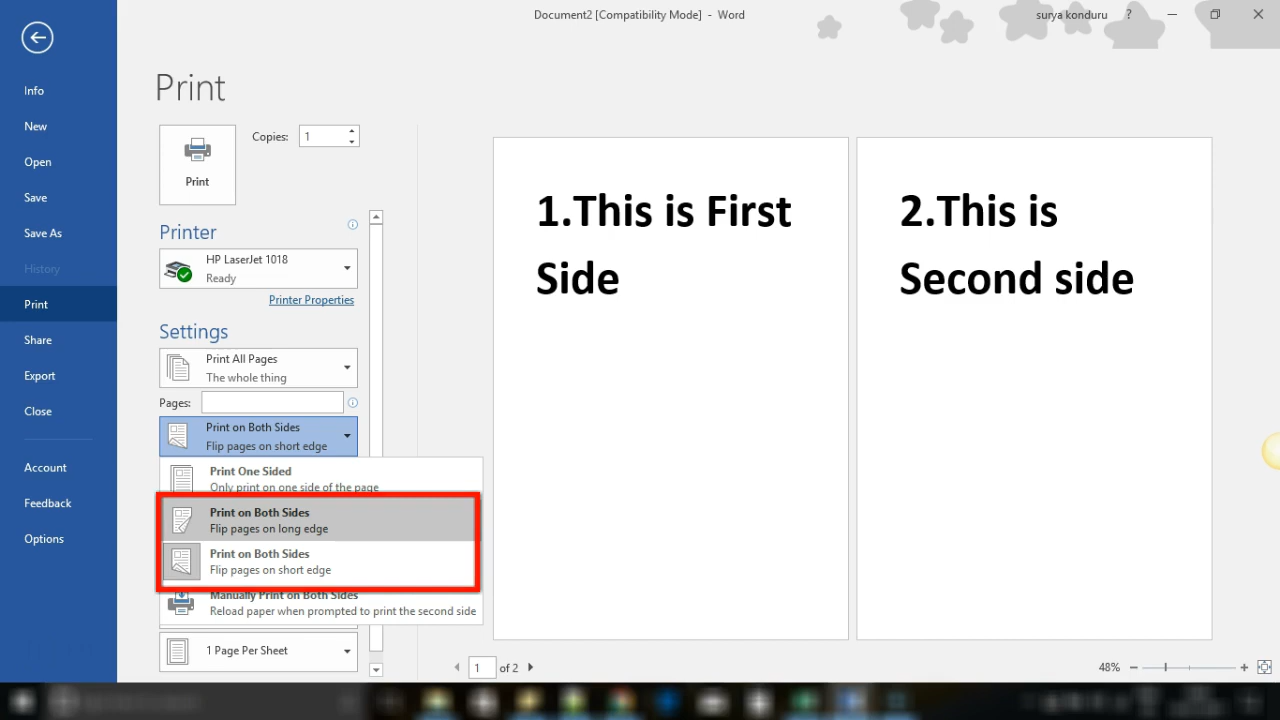 Document2 [Compatibility Mode] - Word
surya konduru
?
Info
New
Open
Save
Save As
History
Print
Share
Export
Close
Account
Feedback
Options
Print
Print
Copies: 1
Printer
HP LaserJet 1018
Ready
Printer Properties
Settings
Print All Pages
The whole thing
Pages:
Print on Both Sides
Flip pages on short edge
Print One Sided
Only print on one side of the page
Print on Both Sides
Flip pages on long edge
Print on Both Sides
Flip pages on short edge
Manually Print on Both Sides
Reload paper when prompted to print the second side
1 Page Per Sheet
1.This is First
Side
2.This is
Second side
1 of 2
48%